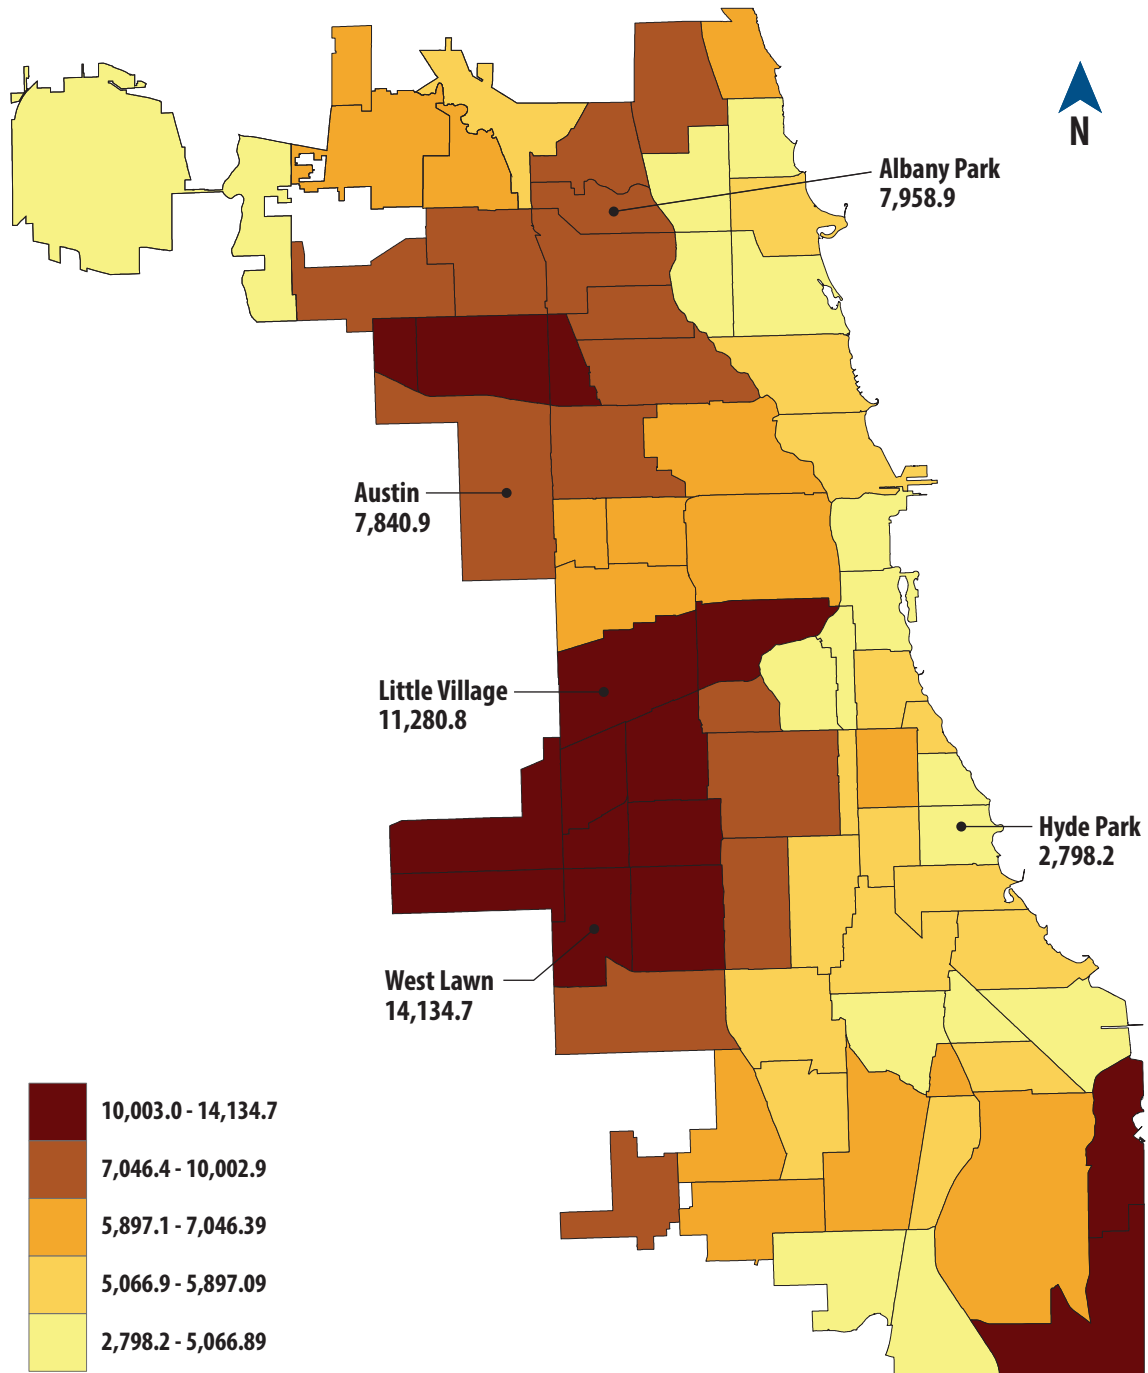 N
Albany Park
7,958.9
Austin
7,840.9
Little Village
11,280.8
Hyde Park
2,798.2
West Lawn
14,134.7
10,003.0 - 14,134.7
7,046.4 - 10,002.9
5,897.1 - 7,046.39
5,066.9 - 5,897.09
2,798.2 - 5,066.89